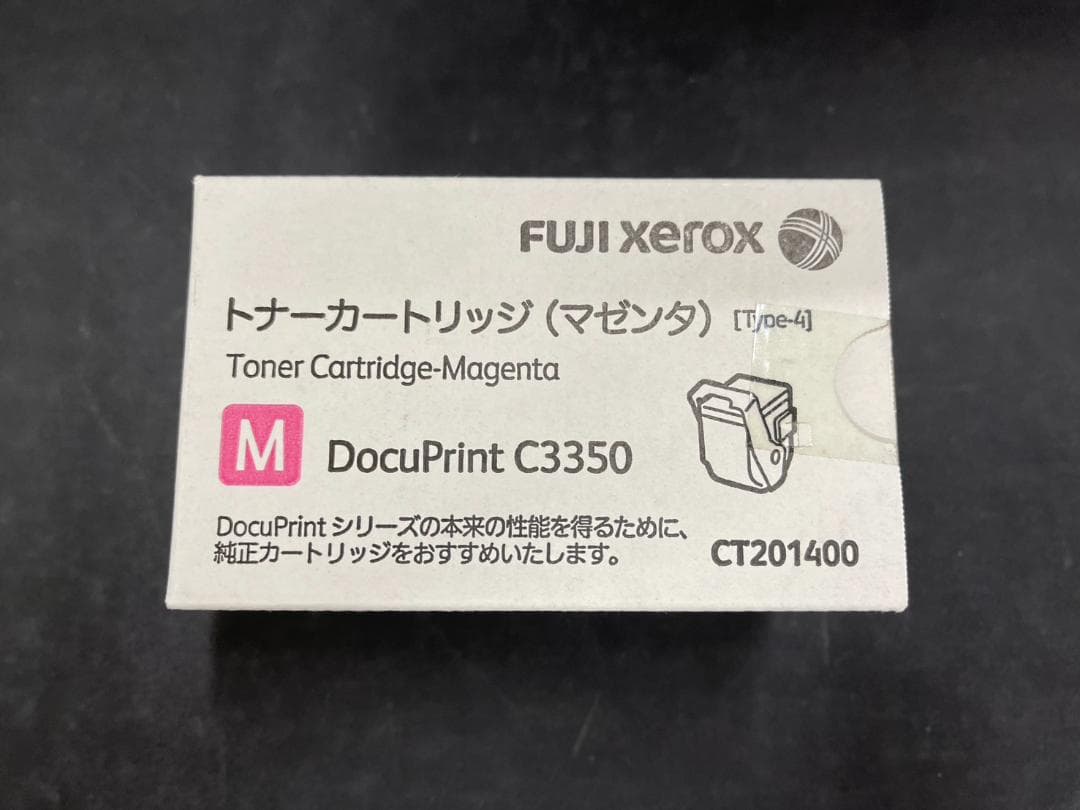 FUJI xerox
トナーカートリッジ（マゼンタ） [Type-4]
Toner Cartridge-Magenta
M DocuPrint C3350
DocuPrint シリーズの本来の性能を得るために、
純正カートリッジをおすすめいたします。
CT201400